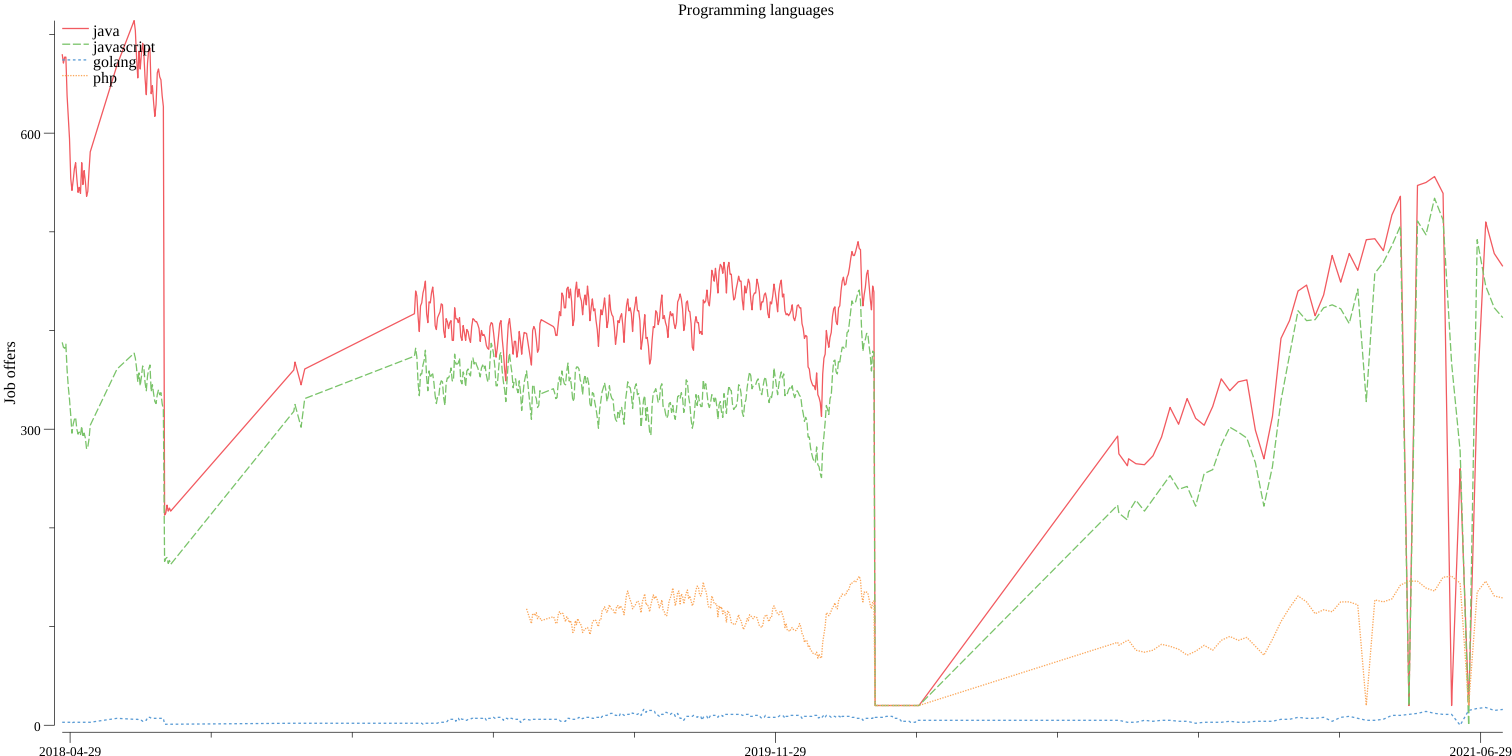 Programming languages
java
javascript
golang
php
Job offers
600
300
0
2018-04-29
2019-11-29
2021-06-29